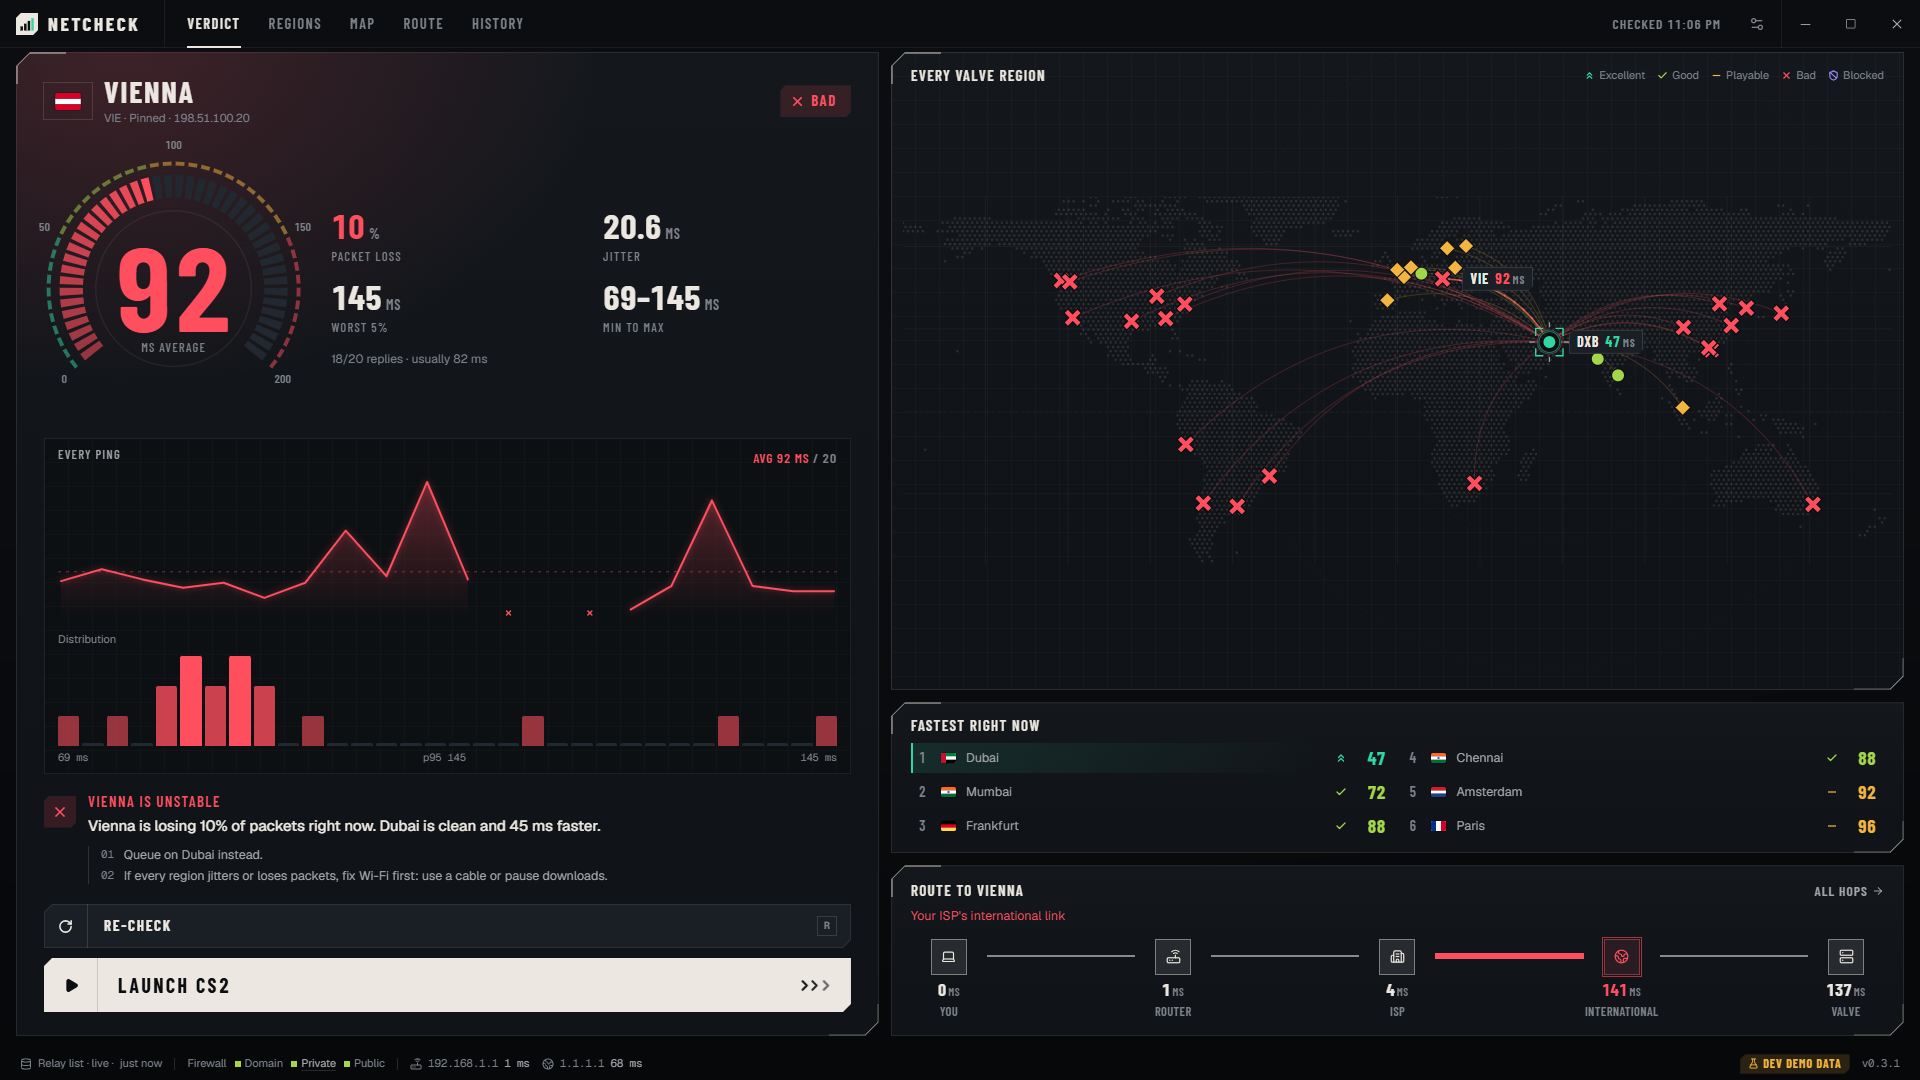 NETCHECK
VERDICT
REGIONS
MAP
ROUTE
HISTORY
CHECKED 11:06 PM
VIENNA
VIE · Pinned · 198.51.100.20
BAD
0
50
100
150
200
92
MS AVERAGE
10 %
PACKET LOSS
20.6 MS
JITTER
145 MS
WORST 5%
69–145 MS
MIN TO MAX
18/20 replies · usually 82 ms
EVERY PING
AVG 92 MS / 20
Distribution
69 ms
p95 145
145 ms
VIENNA IS UNSTABLE
Vienna is losing 10% of packets right now. Dubai is clean and 45 ms faster.
01 Queue on Dubai instead.
02 If every region jitters or loses packets, fix Wi-Fi first: use a cable or pause downloads.
RE-CHECK
R
LAUNCH CS2
EVERY VALVE REGION
Excellent
Good
Playable
Bad
Blocked
VIE 92 MS
DXB 47 MS
FASTEST RIGHT NOW
1 Dubai 47
2 Mumbai 72
3 Frankfurt 88
4 Chennai 88
5 Amsterdam 92
6 Paris 96
ROUTE TO VIENNA
ALL HOPS
Your ISP's international link
0 MS
YOU
1 MS
ROUTER
4 MS
ISP
141 MS
INTERNATIONAL
137 MS
VALVE
Relay list · live · just now
Firewall
Domain
Private
Public
192.168.1.1 1 ms
1.1.1.1 68 ms
DEV DEMO DATA
v0.3.1